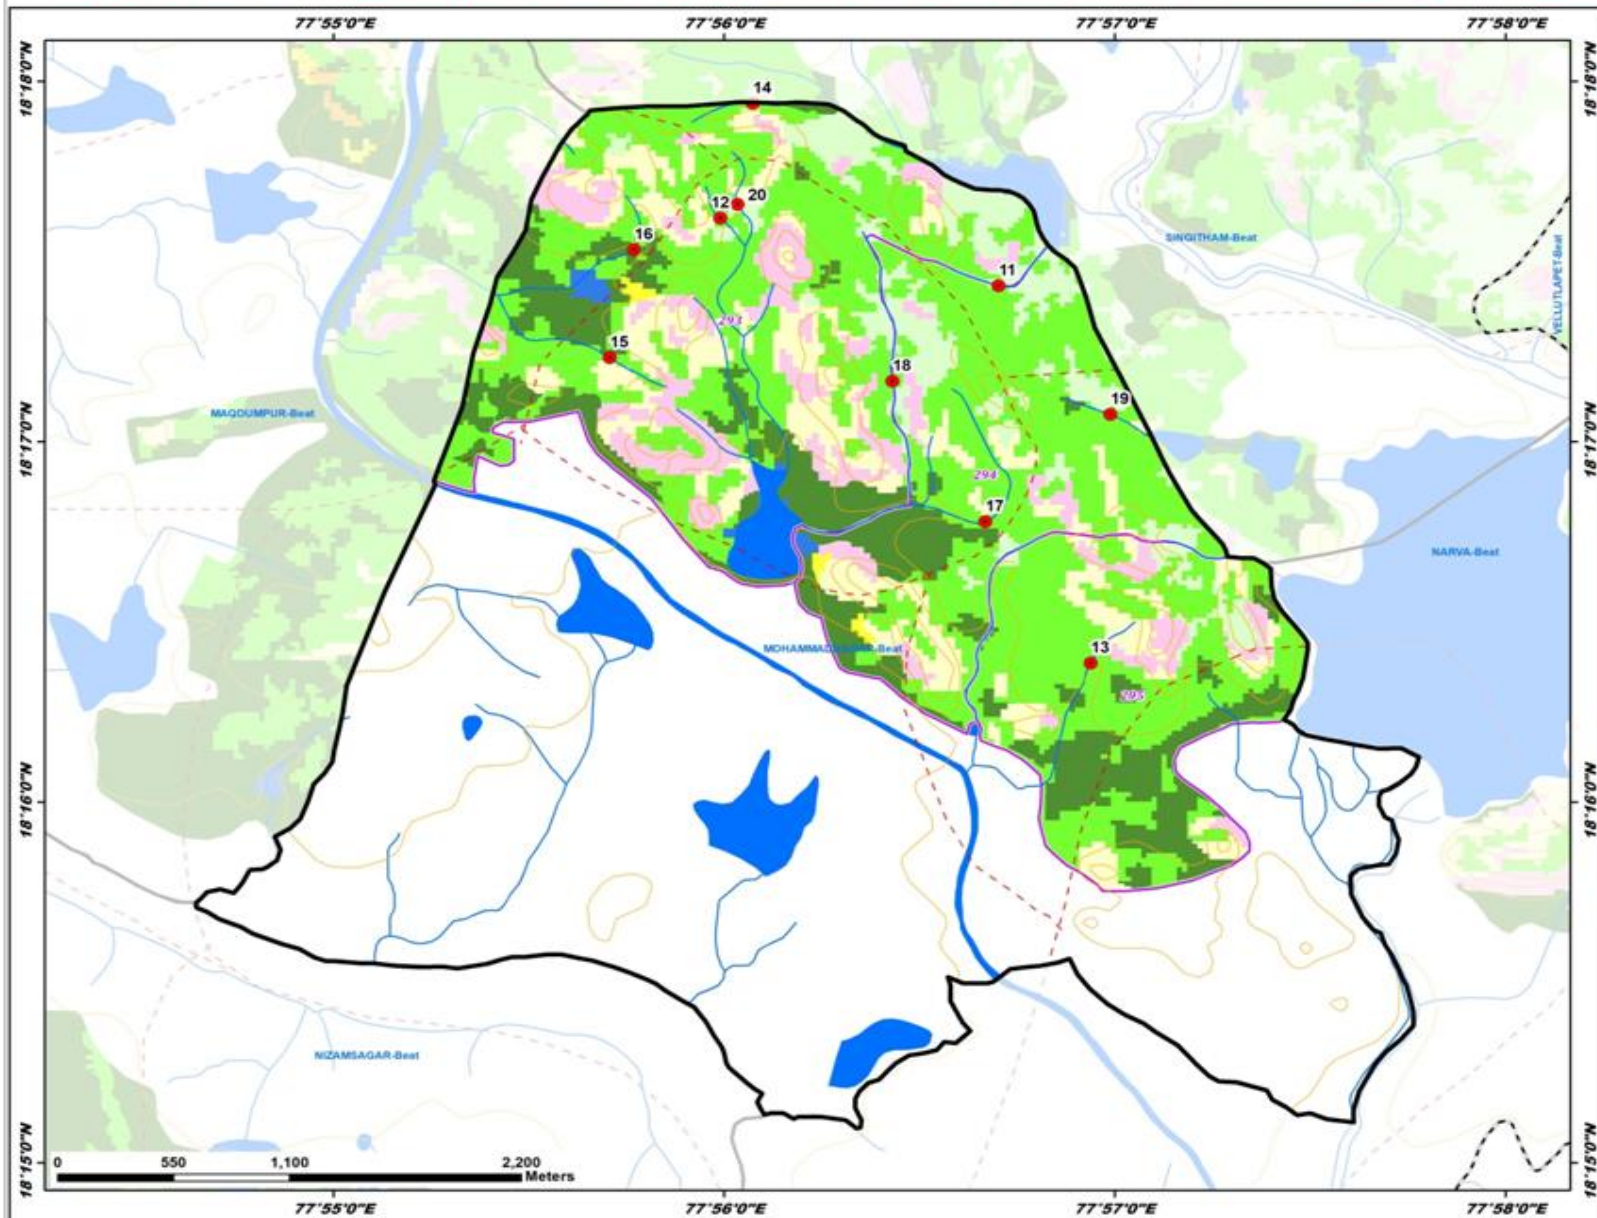 77°55'0"E 77°56'0"E 77°57'0"E 77°58'0"E
18°18'0"N 18°18'0"N
14
20
12
SINGITHAM-Beat
VELLUTLAPET-Beat
16
11
293
15
18
19
MAQDUMPUR-Beat
18°17'0"N 18°17'0"N
294
17
NARVA-Beat
13
295
18°16'0"N 18°16'0"N
NIZAMSAGAR-Beat
18°15'0"N 18°15'0"N
0 550 1,100 2,200
Meters
77°55'0"E 77°56'0"E 77°57'0"E 77°58'0"E